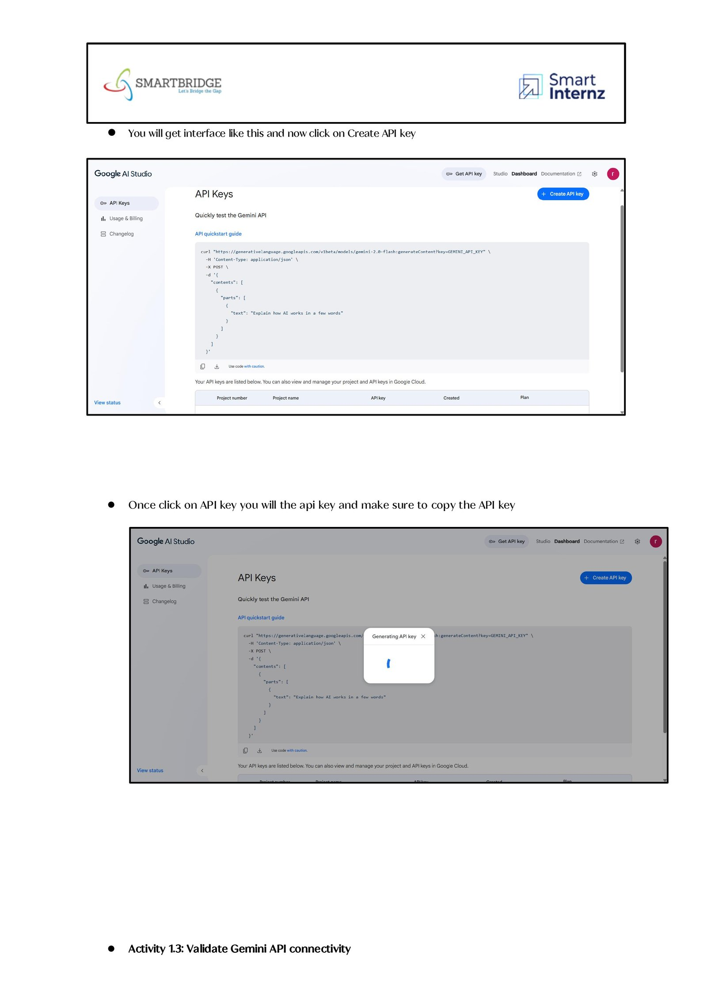 SMARTBRIDGE
Let's Bridge the Gap
Smart
Internz
● You will get interface like this and now click on Create API key
Google AI Studio
Get API key Studio Dashboard Documentation
r
API Keys
Usage & Billing
Changelog
API Keys
Create API key
Quickly test the Gemini API
API quickstart guide
curl "https://generativelanguage.googleapis.com/v1beta/models/gemini-2.0-flash:generateContent?key=GEMINI_API_KEY" \
-H 'Content-Type: application/json' \
-X POST \
-d '{
"contents": [
{
"parts": [
{
"text": "Explain how AI works in a few words"
}
]
}
]
}'
Use code with caution.
Your API keys are listed below. You can also view and manage your project and API keys in Google Cloud.
Project number Project name API key Created Plan
View status
● Once click on API key you will the api key and make sure to copy the API key
Google AI Studio
Get API key Studio Dashboard Documentation
r
API Keys
Usage & Billing
Changelog
API Keys
Create API key
Quickly test the Gemini API
API quickstart guide
Generating API key
curl "https://generativelanguage.googleapis.com/ sh:generateContent?key=GEMINI_API_KEY" \
-H 'Content-Type: application/json' \
-X POST \
-d '{
"contents": [
{
"parts": [
{
"text": "Explain how AI works in a few words"
}
]
}
]
}'
Use code with caution.
Your API keys are listed below. You can also view and manage your project and API keys in Google Cloud.
Project number Project name API key Created Plan
View status
● Activity 1.3: Validate Gemini API connectivity